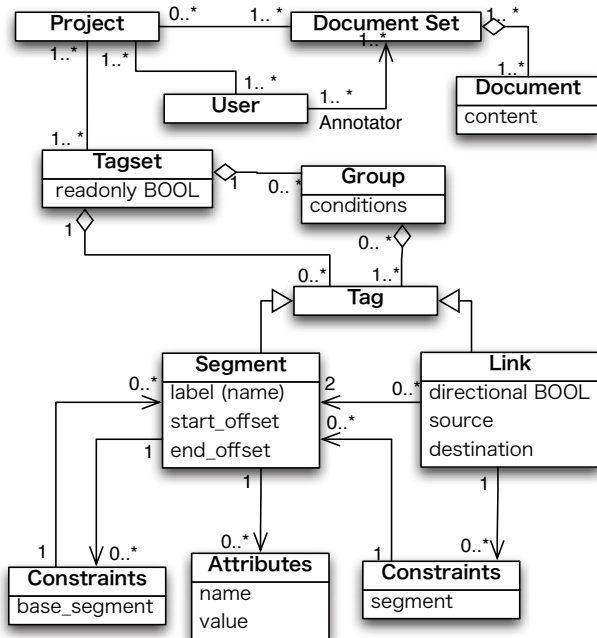 Project
0..*
1..*
Document Set
1..*
1..*
1..*
1..*
1..*
Document
content
1..*
User
1..*
Annotator
1..*
Tagset
readonly BOOL
1
0..*
Group
conditions
1
0..*
0..*
1..*
Tag
Segment
label (name)
start_offset
end_offset
Link
directional BOOL
source
destination
0..*
2
0..*
0..*
1
1
1
1
0..*
0..*
1
0..*
Constraints
base_segment
Attributes
name
value
Constraints
segment